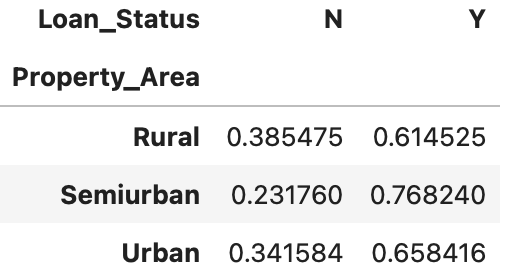 Loan_Status N Y
Property_Area
Rural 0.385475 0.614525
Semiurban 0.231760 0.768240
Urban 0.341584 0.658416